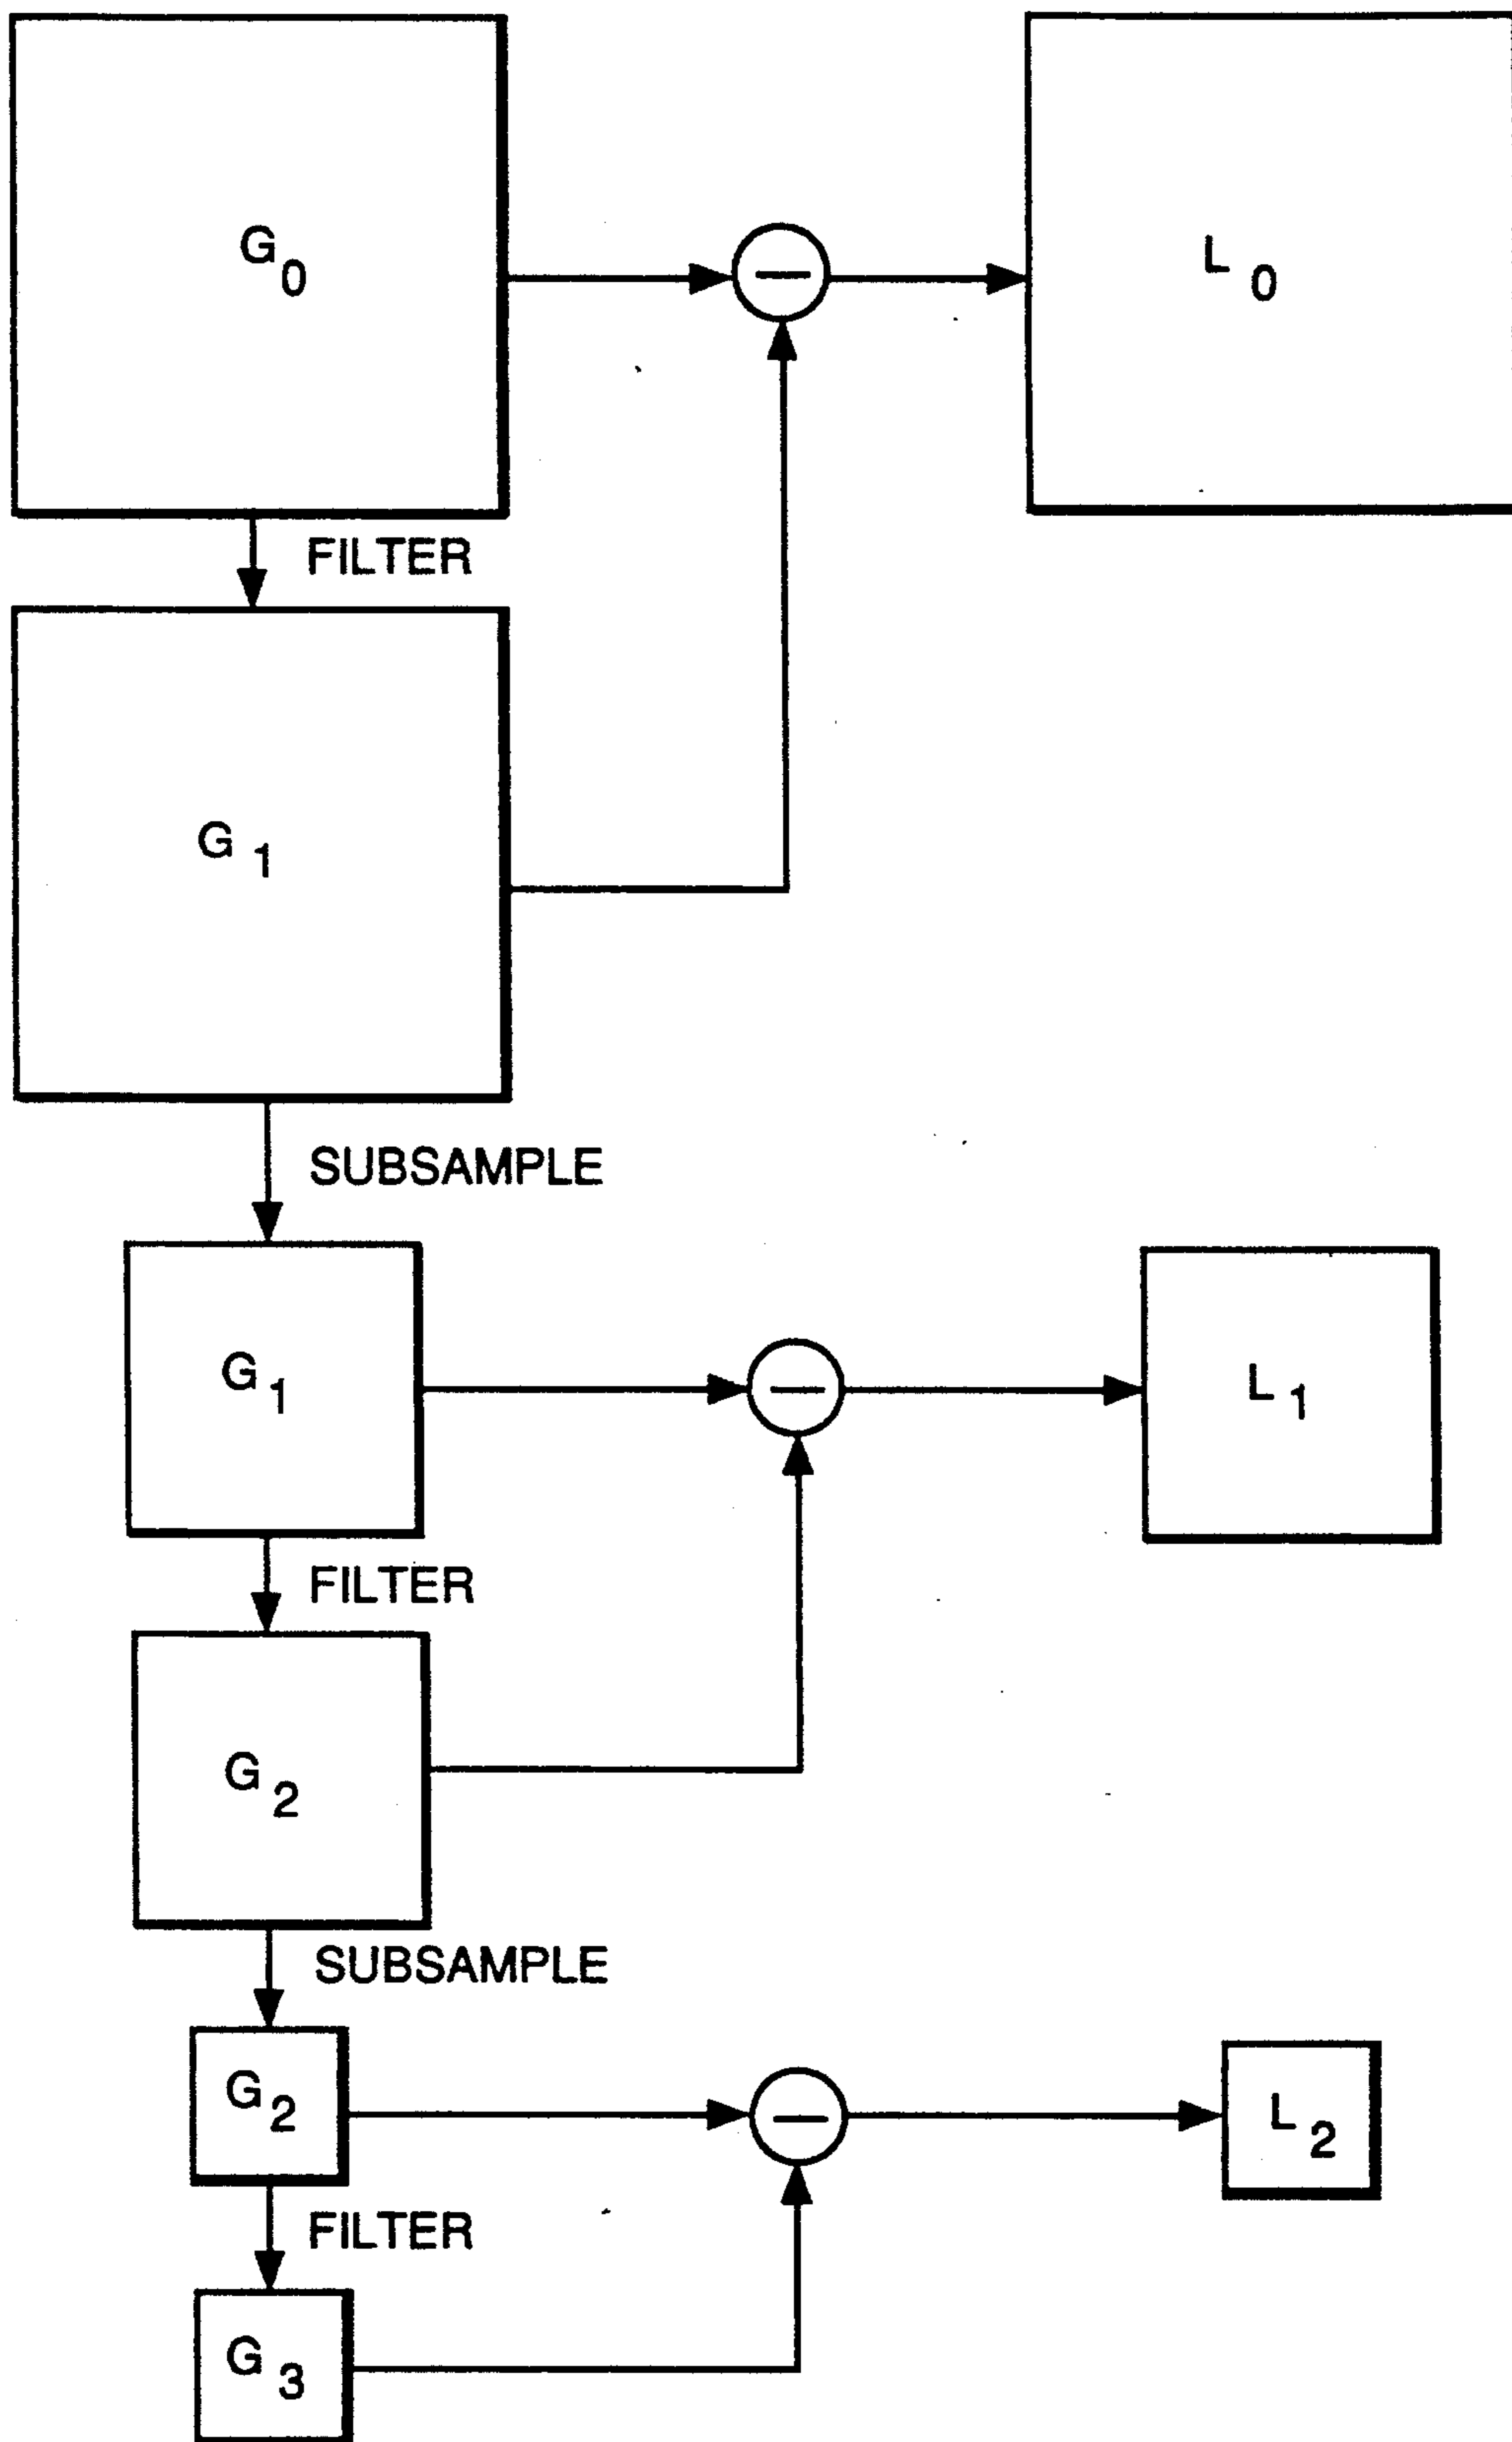 G0
L0
FILTER
G1
SUBSAMPLE
G1
L1
FILTER
G2
SUBSAMPLE
G2
L2
FILTER
G3